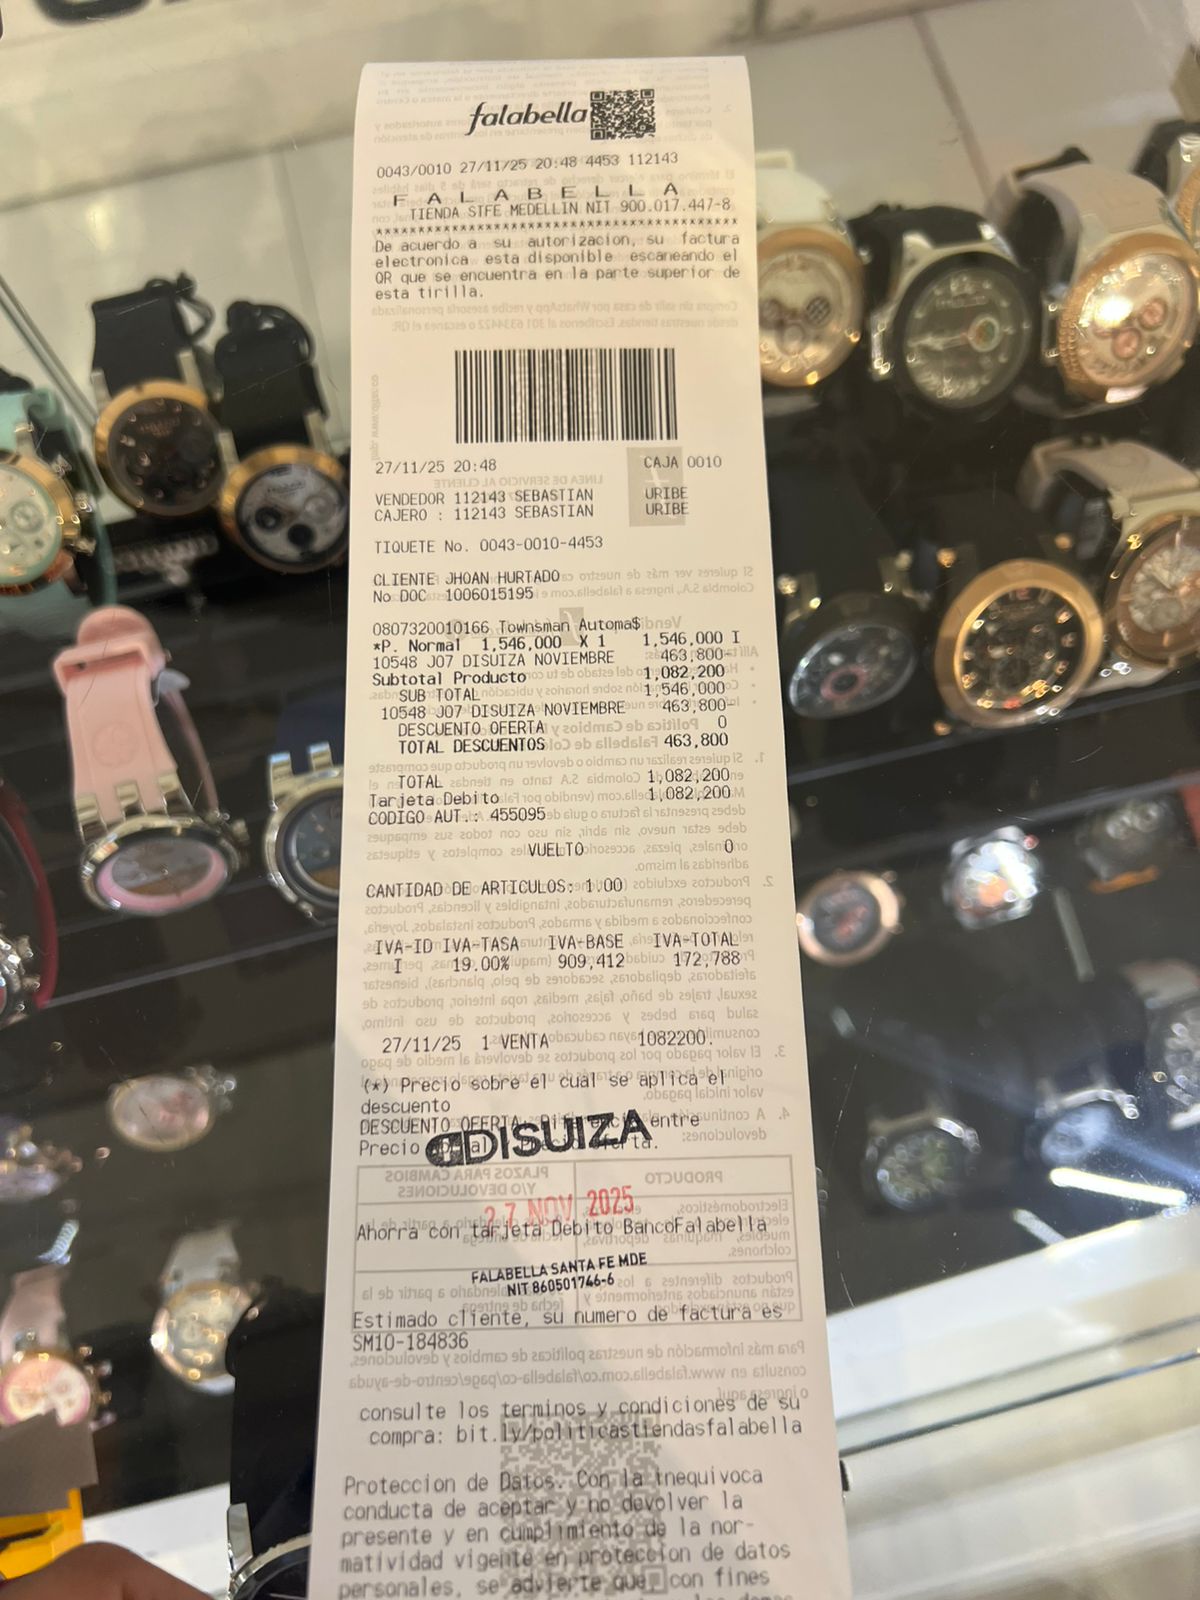 falabella
0043/0010 27/11/25 20:48 4453 112143
F A L A B E L L A
TIENDA STFE MEDELLIN NIT 900.017.447-8
****************************************
De acuerdo a su autorizacion, su factura
electronica esta disponible escaneando el
QR que se encuentra en la parte superior de
esta tirilla.
27/11/25 20:48 CAJA 0010
VENDEDOR 112143 SEBASTIAN URIBE
CAJERO : 112143 SEBASTIAN URIBE
TIQUETE No. 0043-0010-4453
CLIENTE JHOAN HURTADO
No DOC 1006015195
0807320010166 Townsman Automa$
*P. Normal 1,546,000 X 1 1,546,000 I
10548 J07 DISUIZA NOVIEMBRE 463,800-
Subtotal Producto 1,082,200
SUB TOTAL 1,546,000
10548 J07 DISUIZA NOVIEMBRE 463,800-
DESCUENTO OFERTA 0
TOTAL DESCUENTOS 463,800
TOTAL 1,082,200
Tarjeta Debito 1,082,200
CODIGO AUT.: 455095
VUELTO 0
CANTIDAD DE ARTICULOS: 1.00
IVA-ID IVA-TASA IVA-BASE IVA-TOTAL
I 19.00% 909,412 172,788
27/11/25 1 VENTA 1082200.
(*) Precio sobre el cual se aplica el
descuento
DESCUENTO OFERTA entre
Precio
DISUIZA
27 NOV 2025
Ahorra con tarjeta Debito BancoFalabella
FALABELLA SANTA FE MDE
NIT 860501746-6
Estimado cliente, su numero de factura es
SM10-184836
consulte los terminos y condiciones de su
compra: bit.ly/politicastiendasfalabella
Proteccion de Datos. Con la inequivoca
conducta de aceptar y no devolver la
presente y en cumplimiento de la nor-
matividad vigente en proteccion de datos
personales, se advierte que, con fines